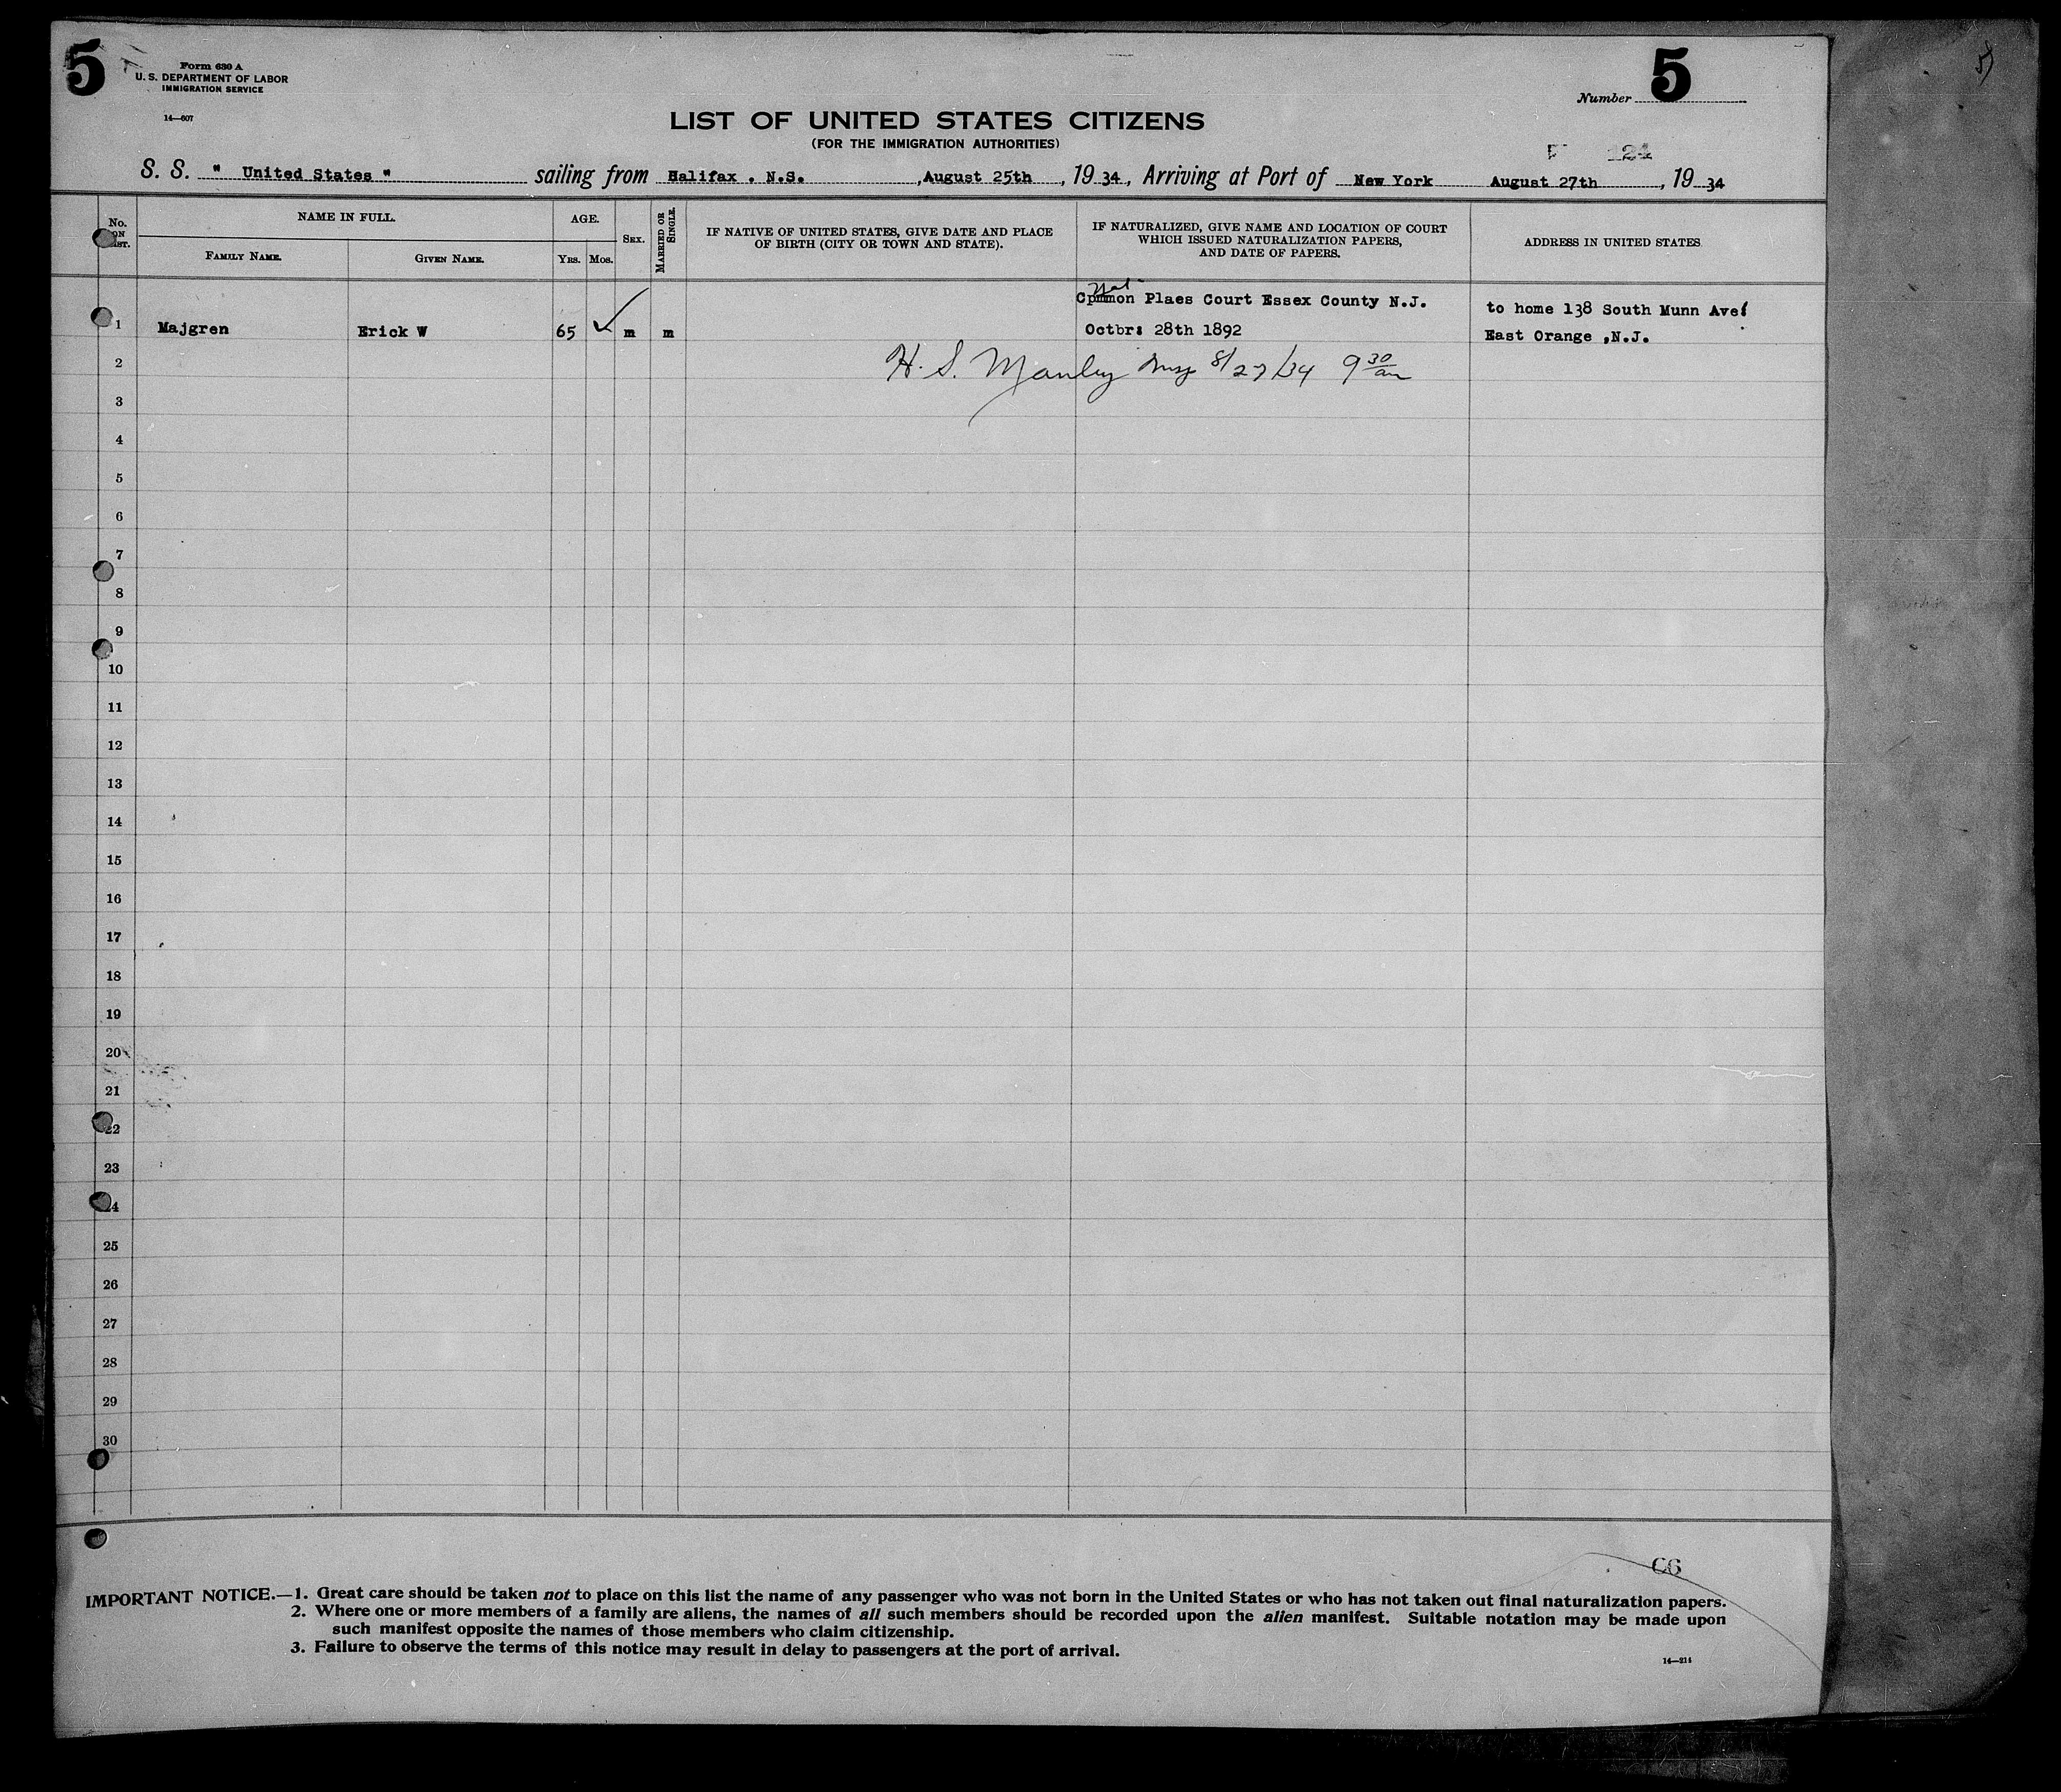 5
Form 630 A
U. S. DEPARTMENT OF LABOR
IMMIGRATION SERVICE
14—607
Number 5
5
LIST OF UNITED STATES CITIZENS
(FOR THE IMMIGRATION AUTHORITIES)
124
S. S. " United States " sailing from Halifax . N.S. , August 25th , 19 34 , Arriving at Port of New York August 27th , 19 34
No. ON LIST.
NAME IN FULL.
FAMILY NAME.
GIVEN NAME.
AGE.
YRS.
MOS.
SEX.
MARRIED OR SINGLE.
IF NATIVE OF UNITED STATES, GIVE DATE AND PLACE
OF BIRTH (CITY OR TOWN AND STATE).
IF NATURALIZED, GIVE NAME AND LOCATION OF COURT
WHICH ISSUED NATURALIZATION PAPERS,
AND DATE OF PAPERS.
ADDRESS IN UNITED STATES
Nat
Cpmmon Plaes Court Essex County N.J.
to home 138 South Munn Ave!
1 Majgren Erick W 65 ✓ m m Octbr: 28th 1892 East Orange ,N.J.
2 H. S. Manley 8/27/34 9 30 am
3
4
5
6
7
8
9
10
11
12
13
14
15
16
17
18
19
20
21
22
23
24
25
26
27
28
29
30
C6
IMPORTANT NOTICE.—1. Great care should be taken not to place on this list the name of any passenger who was not born in the United States or who has not taken out final naturalization papers.
2. Where one or more members of a family are aliens, the names of all such members should be recorded upon the alien manifest. Suitable notation may be made upon
such manifest opposite the names of those members who claim citizenship.
3. Failure to observe the terms of this notice may result in delay to passengers at the port of arrival.
14—214